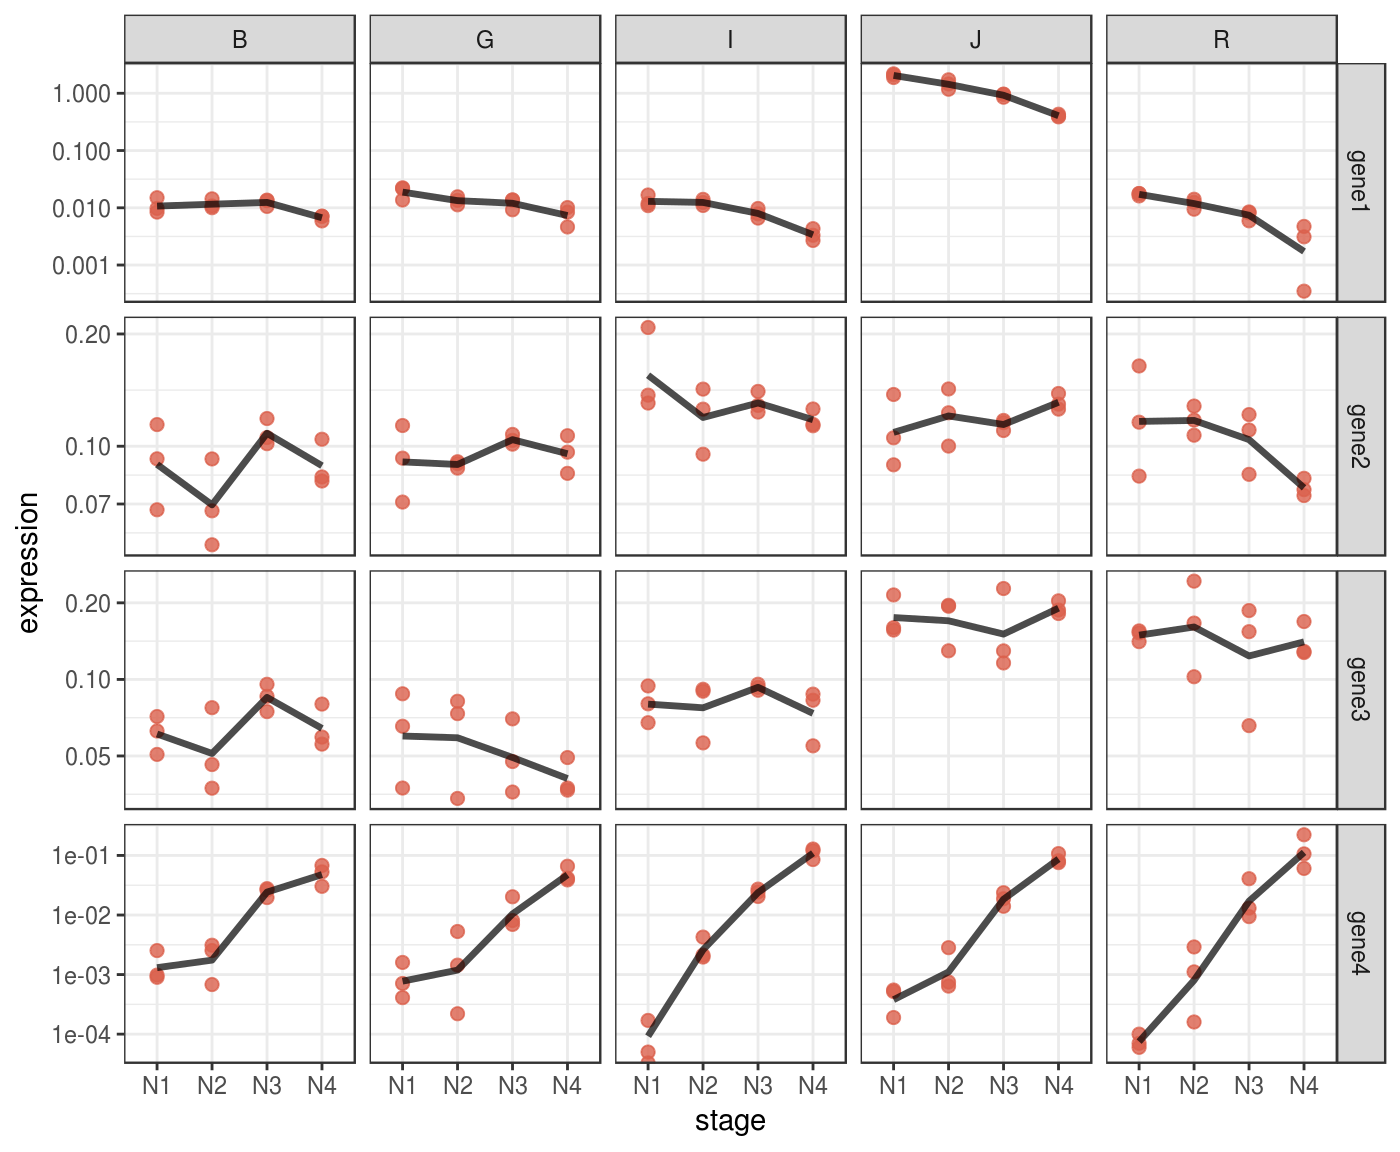 B G I J R
1.000
0.100
0.010
0.001
gene1
0.20
0.10
0.07
gene2
expression
0.20
0.10
0.05
gene3
1e-01
1e-02
1e-03
1e-04
gene4
N1 N2 N3 N4 N1 N2 N3 N4 N1 N2 N3 N4 N1 N2 N3 N4 N1 N2 N3 N4
stage